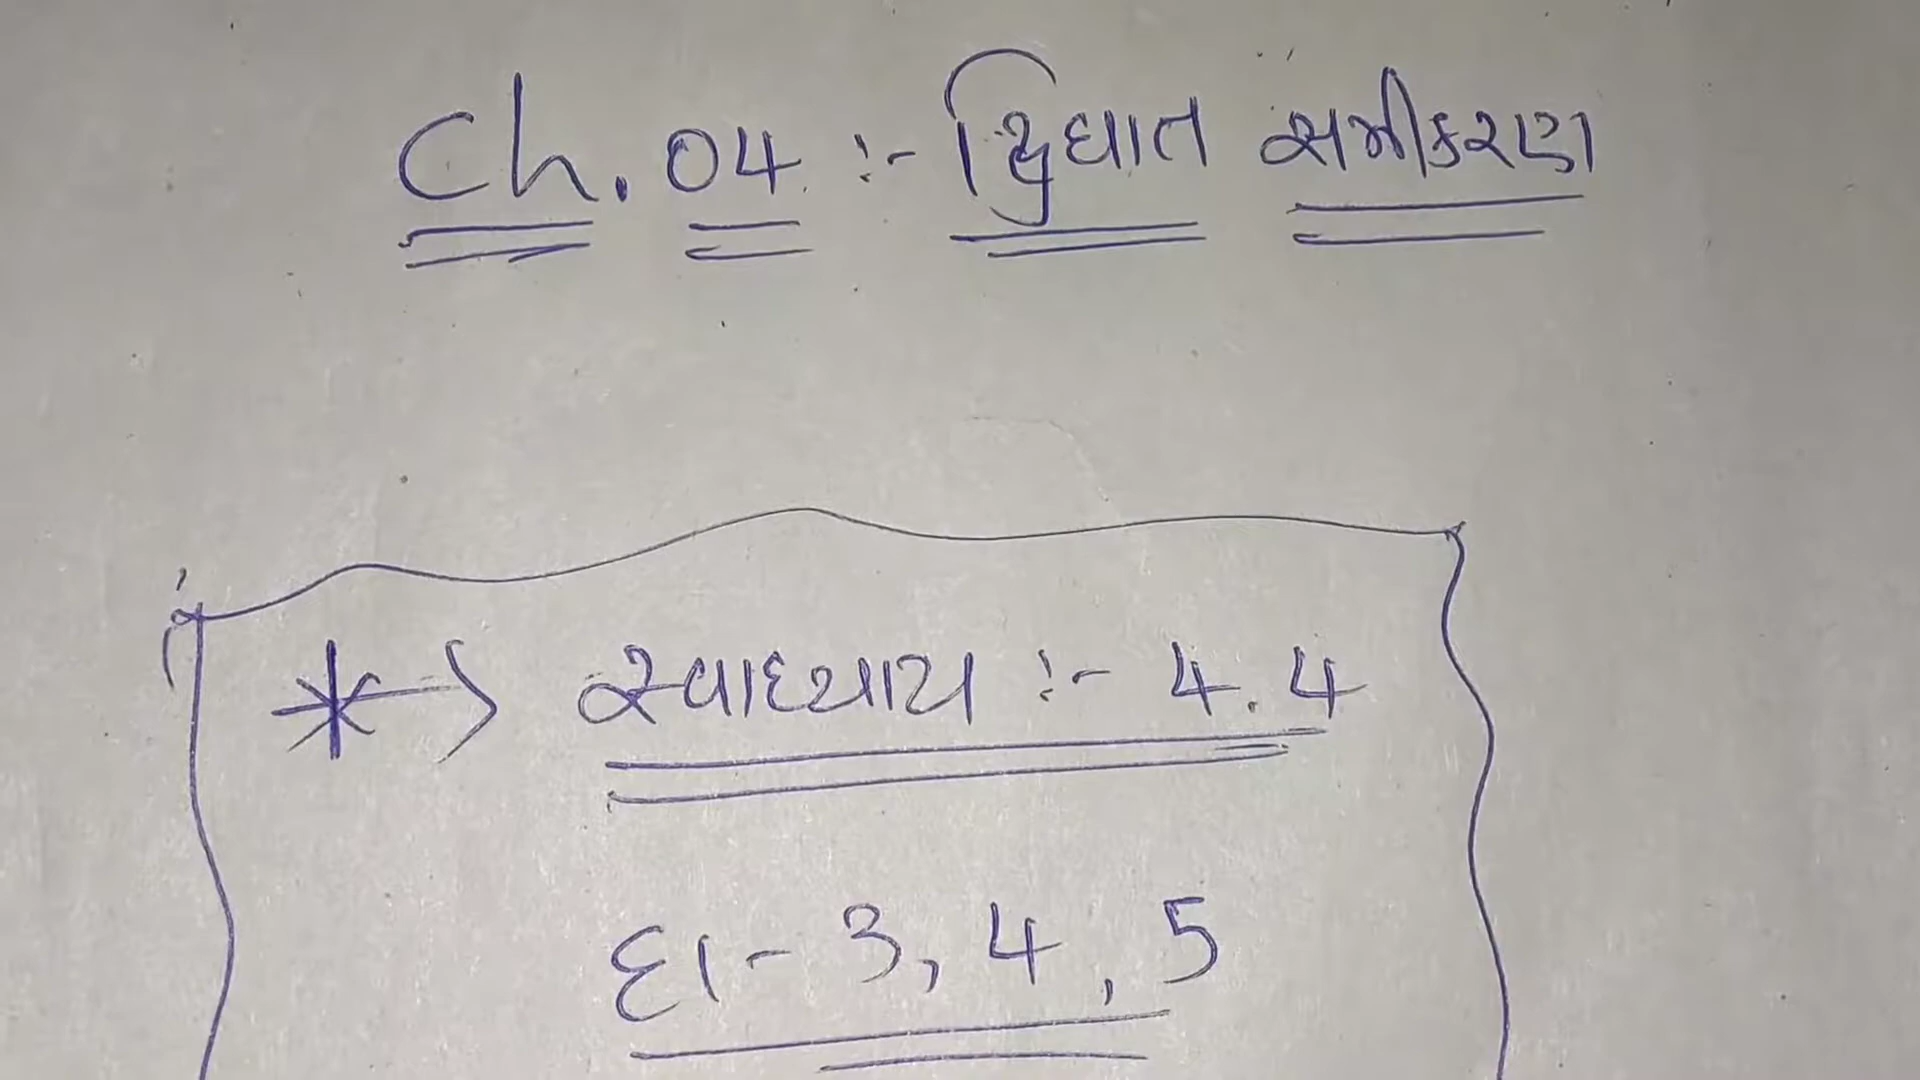 Ch. 04 :- દ્વિઘાત સમીકરણ
*→ સ્વાધ્યાય :- 4.4
દા - 3, 4, 5